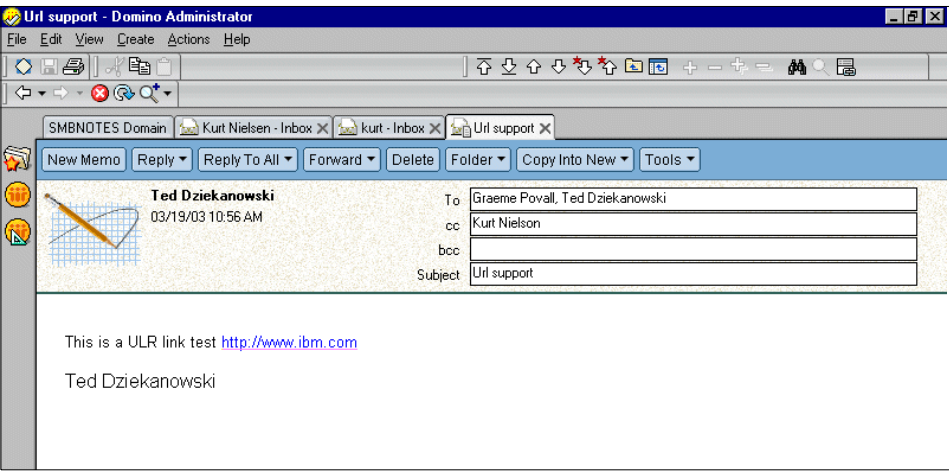 Url support - Domino Administrator
File Edit View Create Actions Help
SMBNOTES Domain Kurt Nielsen - Inbox kurt - Inbox Url support
New Memo Reply Reply To All Forward Delete Folder Copy Into New Tools
Ted Dziekanowski To Graeme Povall, Ted Dziekanowski
03/19/03 10:56 AM cc Kurt Nielson
bcc
Subject Url support
This is a ULR link test http://www.ibm.com
Ted Dziekanowski